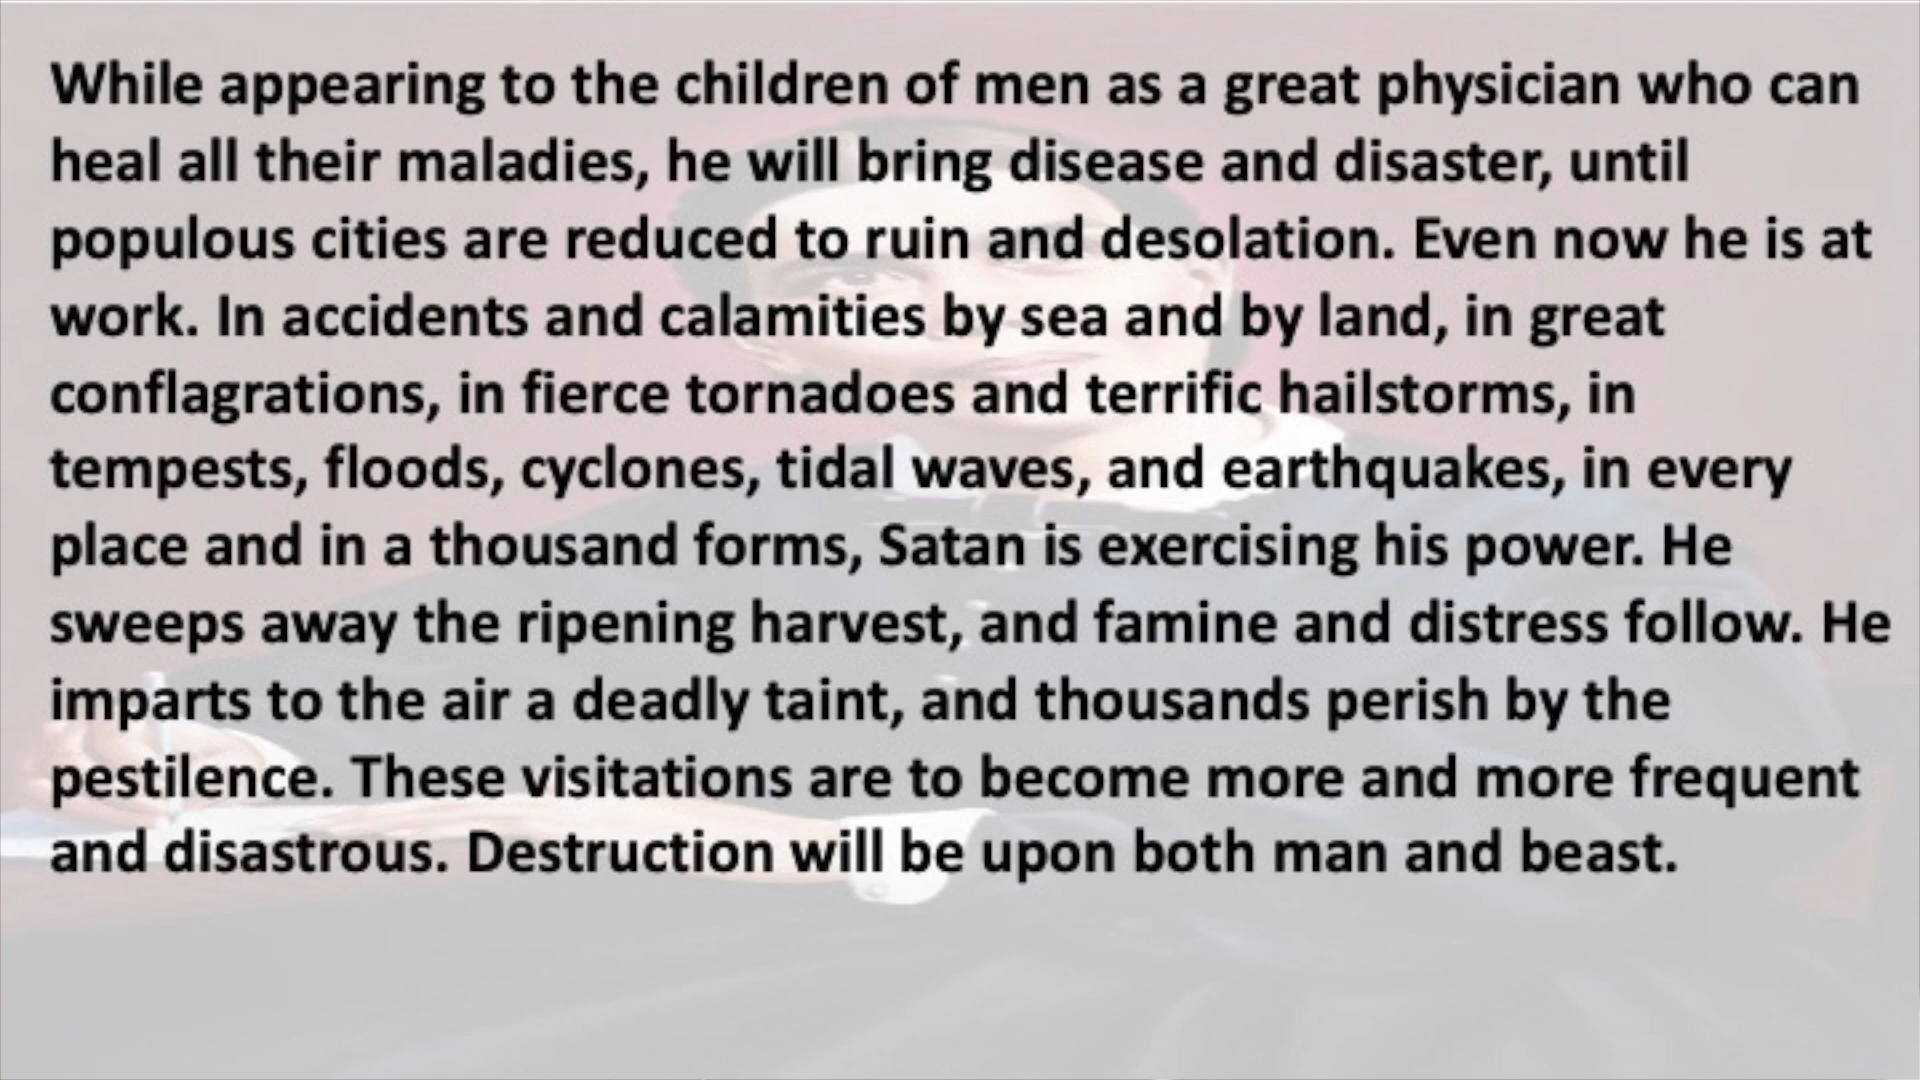 While appearing to the children of men as a great physician who can
heal all their maladies, he will bring disease and disaster, until
populous cities are reduced to ruin and desolation. Even now he is at
work. In accidents and calamities by sea and by land, in great
conflagrations, in fierce tornadoes and terrific hailstorms, in
tempests, floods, cyclones, tidal waves, and earthquakes, in every
place and in a thousand forms, Satan is exercising his power. He
sweeps away the ripening harvest, and famine and distress follow. He
imparts to the air a deadly taint, and thousands perish by the
pestilence. These visitations are to become more and more frequent
and disastrous. Destruction will be upon both man and beast.